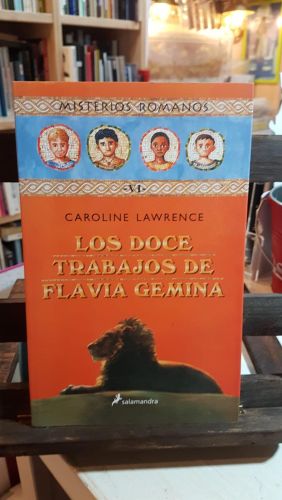 MISTERIOS ROMANOS
-VI-
CAROLINE LAWRENCE
LOS DOCE
TRABAJOS DE
FLAVIA GEMINA
salamandra